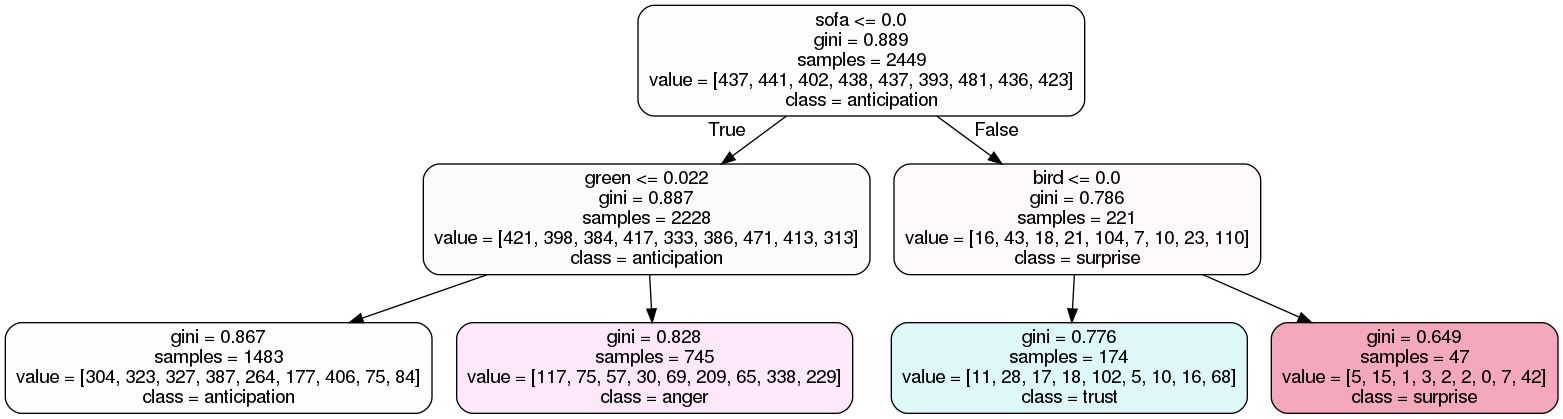 sofa <= 0.0
gini = 0.889
samples = 2449
value = [437, 441, 402, 438, 437, 393, 481, 436, 423]
class = anticipation
True
False
green <= 0.022
gini = 0.887
samples = 2228
value = [421, 398, 384, 417, 333, 386, 471, 413, 313]
class = anticipation
bird <= 0.0
gini = 0.786
samples = 221
value = [16, 43, 18, 21, 104, 7, 10, 23, 110]
class = surprise
gini = 0.867
samples = 1483
value = [304, 323, 327, 387, 264, 177, 406, 75, 84]
class = anticipation
gini = 0.828
samples = 745
value = [117, 75, 57, 30, 69, 209, 65, 338, 229]
class = anger
gini = 0.776
samples = 174
value = [11, 28, 17, 18, 102, 5, 10, 16, 68]
class = trust
gini = 0.649
samples = 47
value = [5, 15, 1, 3, 2, 2, 0, 7, 42]
class = surprise